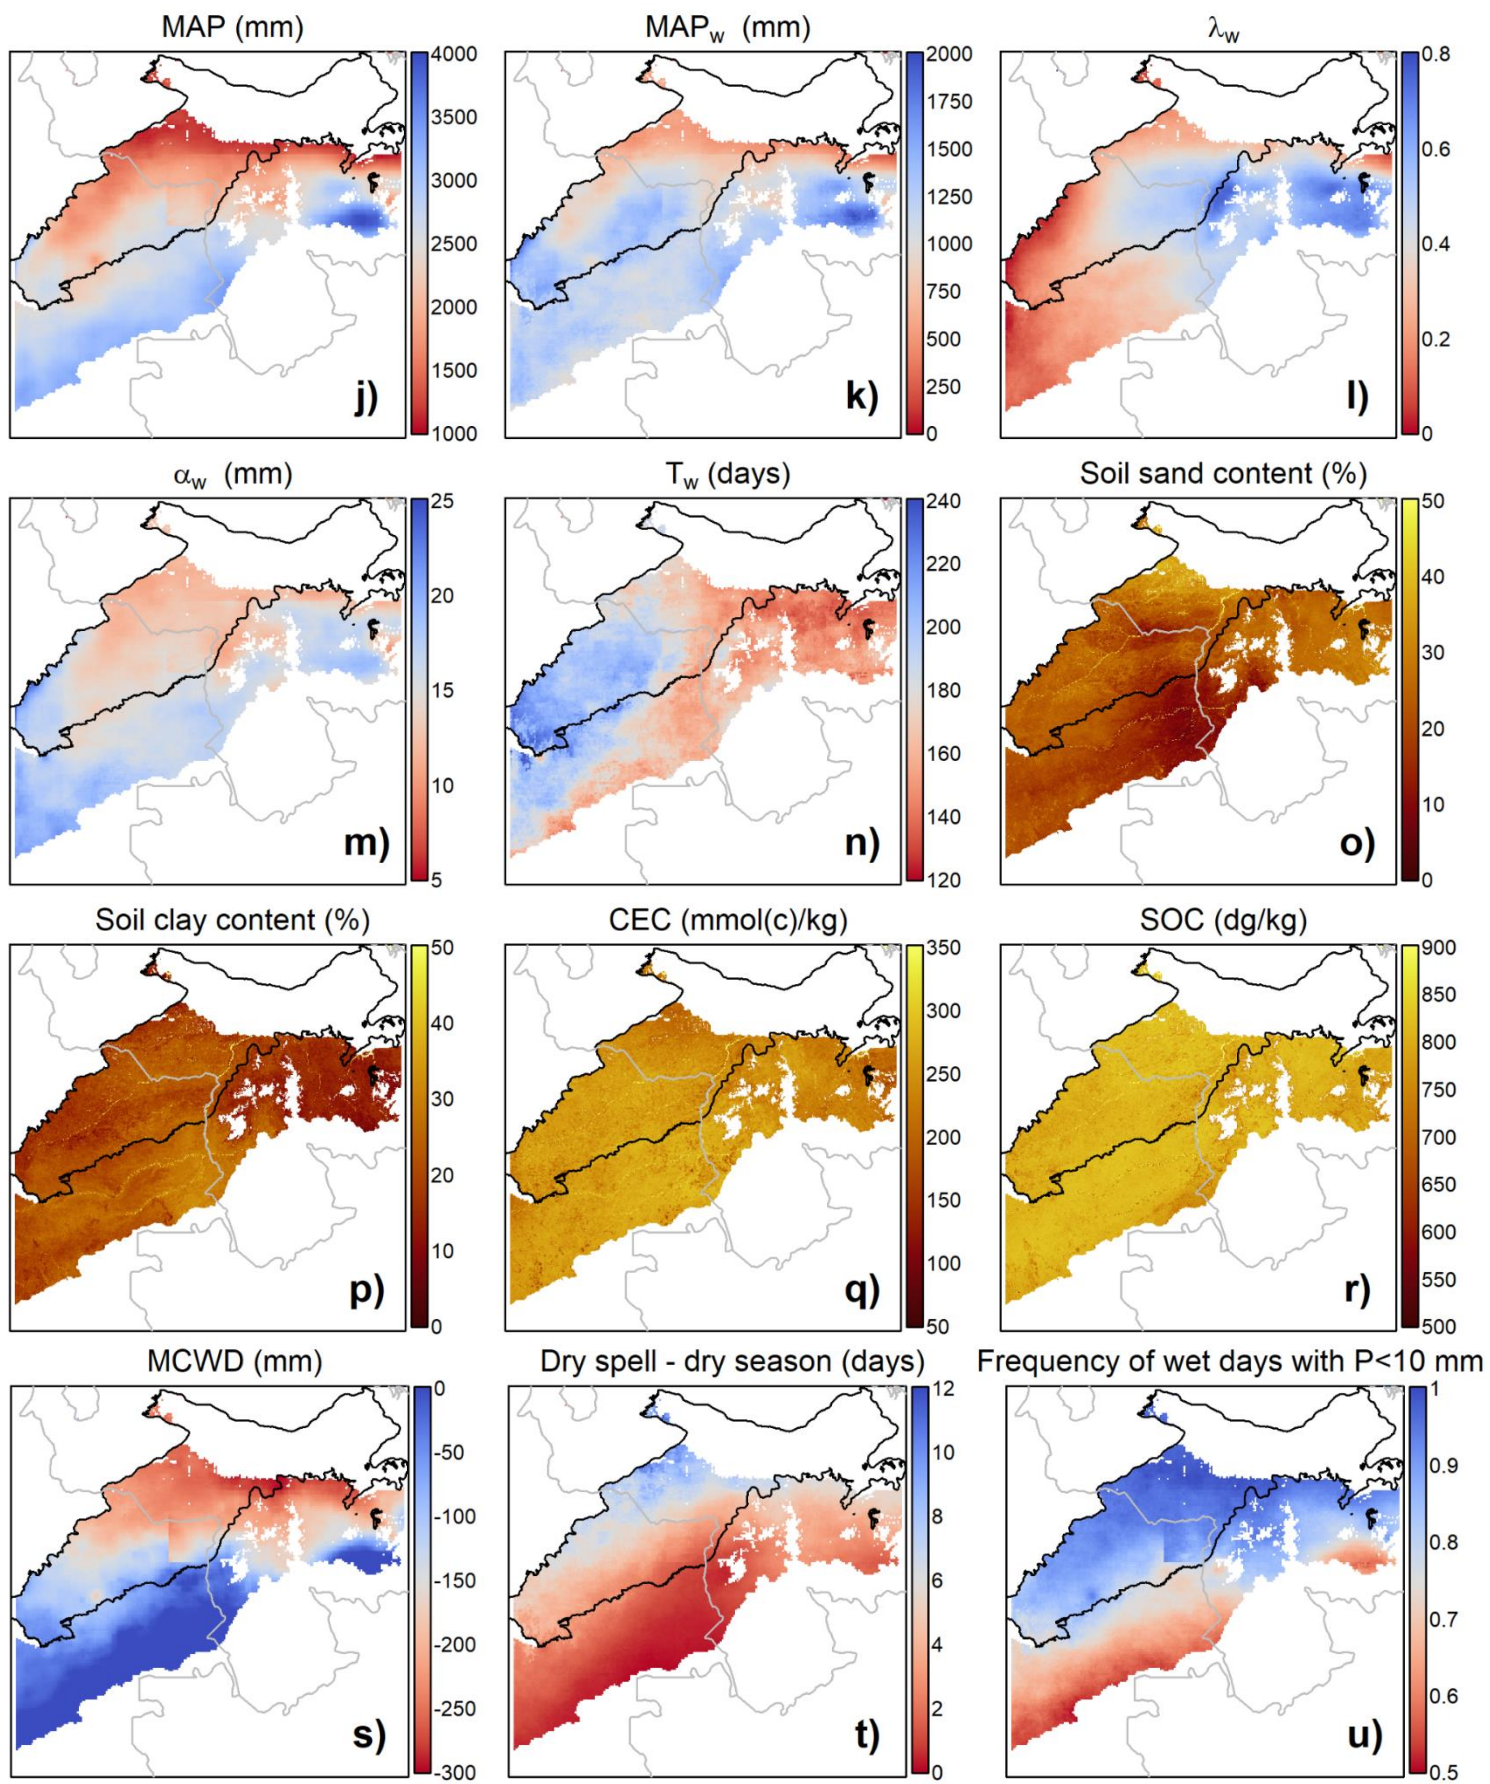 MAP (mm) MAPw (mm) λw
4000 2000 0.8
3500 1750
3000 1500 0.6
2500 1250
1000 0.4
2000 750
1500 500 0.2
250
1000 0 0
j) k) l)
αw (mm) Tw (days) Soil sand content (%)
25 240 50
220 40
20 200
15 180 30
160 20
10 140 10
5 120 0
m) n) o)
Soil clay content (%) CEC (mmol(c)/kg) SOC (dg/kg)
50 350 900
40 300 850
800
30 250 750
200 700
20 150 650
10 100 600
550
0 50 500
p) q) r)
MCWD (mm) Dry spell - dry season (days) Frequency of wet days with P<10 mm
0 12 1
-50 10 0.9
-100 8 0.8
-150 6
-200 4 0.7
-250 2 0.6
-300 0 0.5
s) t) u)